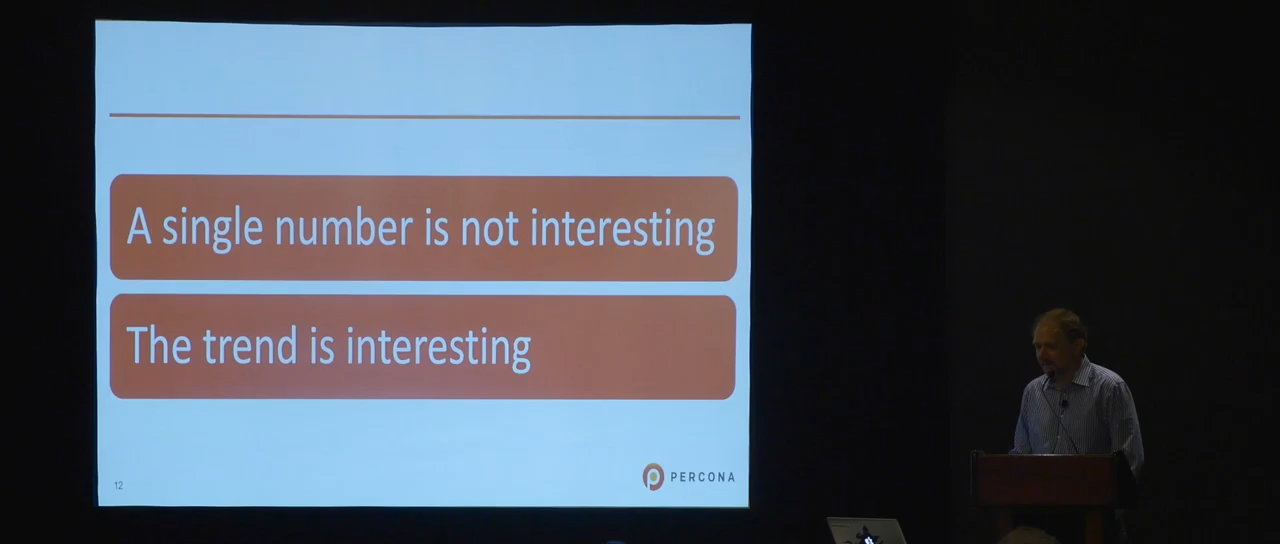 A single number is not interesting
The trend is interesting
12
PERCONA